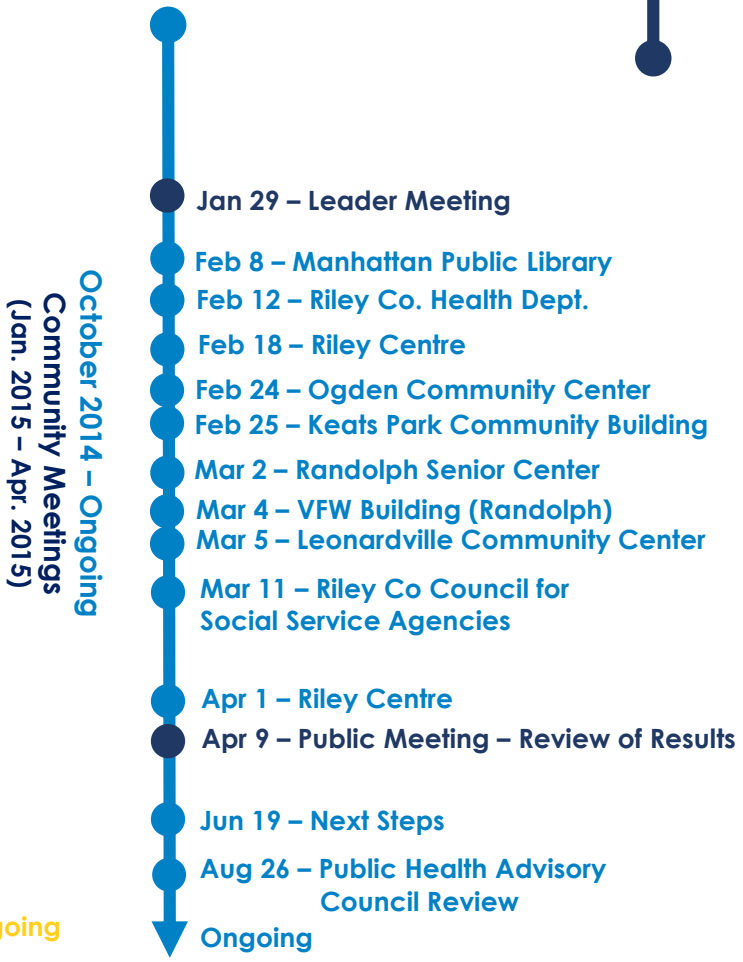 October 2014 – Ongoing
Community Meetings
(Jan. 2015 – Apr. 2015)
Jan 29 – Leader Meeting
Feb 8 – Manhattan Public Library
Feb 12 – Riley Co. Health Dept.
Feb 18 – Riley Centre
Feb 24 – Ogden Community Center
Feb 25 – Keats Park Community Building
Mar 2 – Randolph Senior Center
Mar 4 – VFW Building (Randolph)
Mar 5 – Leonardville Community Center
Mar 11 – Riley Co Council for
Social Service Agencies
Apr 1 – Riley Centre
Apr 9 – Public Meeting – Review of Results
Jun 19 – Next Steps
Aug 26 – Public Health Advisory
Council Review
Ongoing